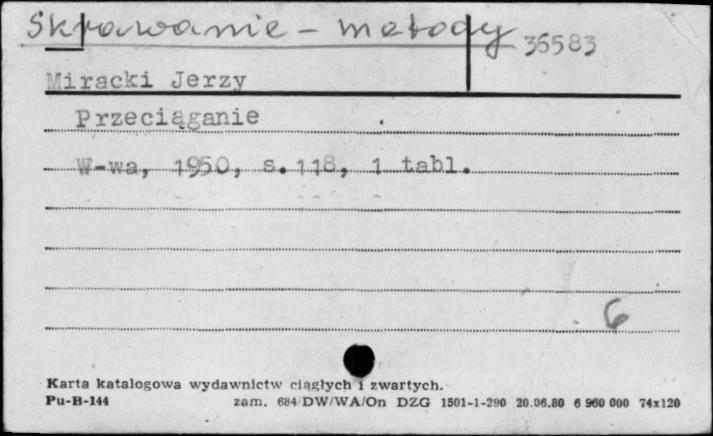 Skrawanie - metody 36583
Miracki Jerzy
Przeciąganie
W-wa, 1950, s. 118, 1 tabl.
6
Karta katalogowa wydawnictw ciągłych i zwartych.
Pu-B-144 zam. 684/DW/WA/On DZG 1501-1-290 20.06.80 6 960 000 74x120